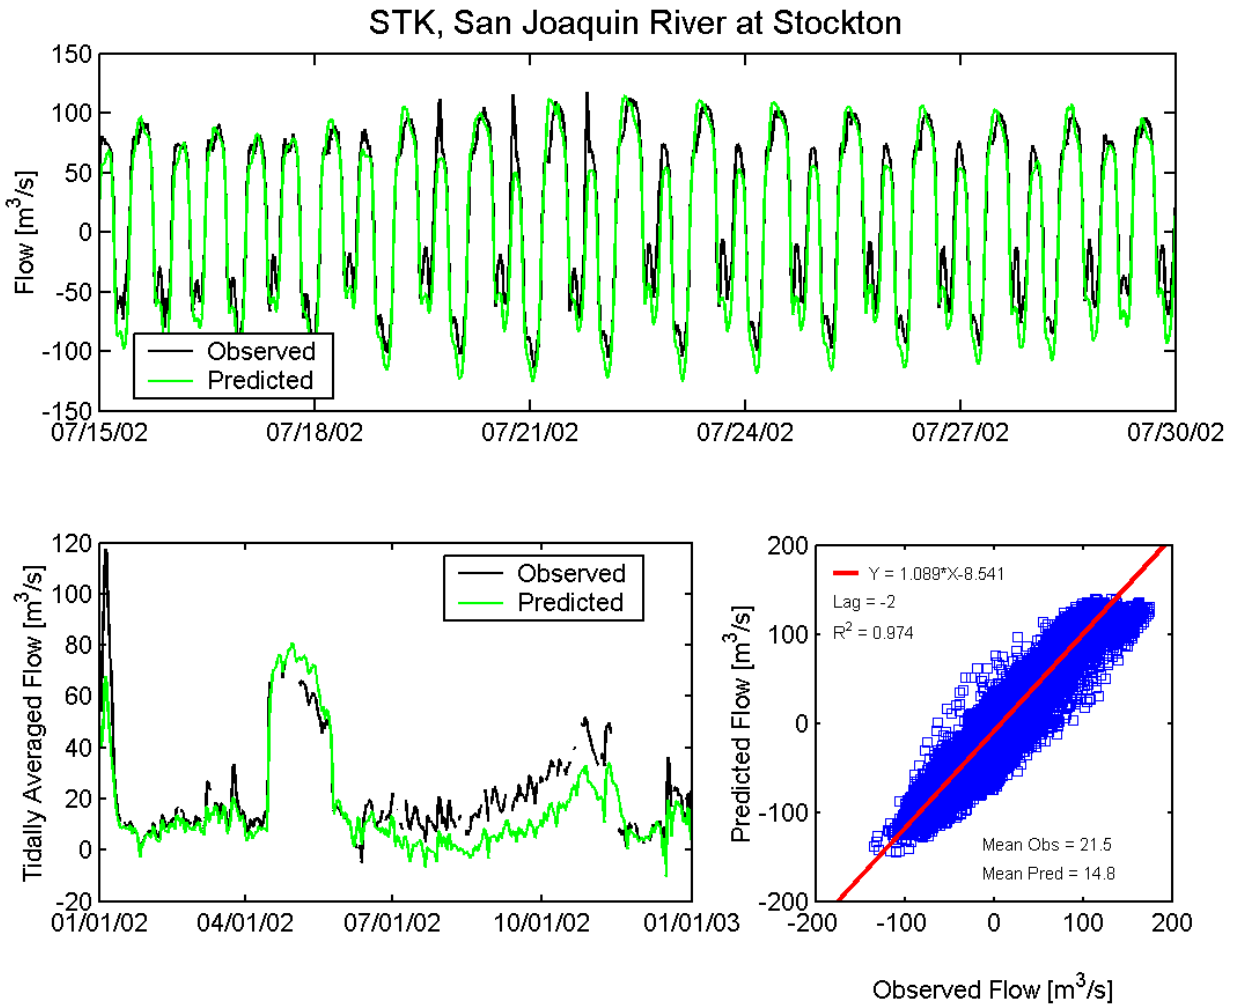 STK, San Joaquin River at Stockton
Flow [m³/s]
150
100
50
0
-50
-100
-150
Observed
Predicted
07/15/02 07/18/02 07/21/02 07/24/02 07/27/02 07/30/02
Tidally Averaged Flow [m³/s]
120
100
80
60
40
20
0
-20
Observed
Predicted
01/01/02 04/01/02 07/01/02 10/01/02 01/01/03
Predicted Flow [m³/s]
200
100
0
-100
-200
Y = 1.089*X-8.541
Lag = -2
R² = 0.974
Mean Obs = 21.5
Mean Pred = 14.8
-200 -100 0 100 200
Observed Flow [m³/s]